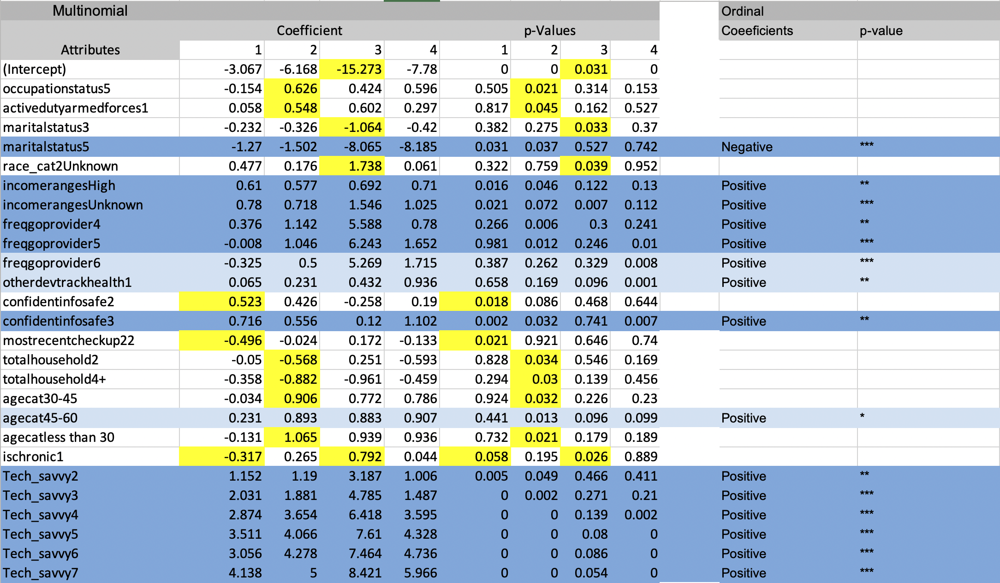 Multinomial Ordinal
Coefficient p-Values Coeeficients p-value
Attributes 1 2 3 4 1 2 3 4
(Intercept) -3.067 -6.168 -15.273 -7.78 0 0 0.031 0
occupationstatus5 -0.154 0.626 0.424 0.596 0.505 0.021 0.314 0.153
activedutyarmedforces1 0.058 0.548 0.602 0.297 0.817 0.045 0.162 0.527
maritalstatus3 -0.232 -0.326 -1.064 -0.42 0.382 0.275 0.033 0.37
maritalstatus5 -1.27 -1.502 -8.065 -8.185 0.031 0.037 0.527 0.742 Negative ***
race_cat2Unknown 0.477 0.176 1.738 0.061 0.322 0.759 0.039 0.952
incomerangesHigh 0.61 0.577 0.692 0.71 0.016 0.046 0.122 0.13 Positive **
incomerangesUnknown 0.78 0.718 1.546 1.025 0.021 0.072 0.007 0.112 Positive ***
freqgoprovider4 0.376 1.142 5.588 0.78 0.266 0.006 0.3 0.241 Positive **
freqgoprovider5 -0.008 1.046 6.243 1.652 0.981 0.012 0.246 0.01 Positive ***
freqgoprovider6 -0.325 0.5 5.269 1.715 0.387 0.262 0.329 0.008 Positive ***
otherdevtrackhealth1 0.065 0.231 0.432 0.936 0.658 0.169 0.096 0.001 Positive **
confidentinfosafe2 0.523 0.426 -0.258 0.19 0.018 0.086 0.468 0.644
confidentinfosafe3 0.716 0.556 0.12 1.102 0.002 0.032 0.741 0.007 Positive **
mostrecentcheckup22 -0.496 -0.024 0.172 -0.133 0.021 0.921 0.646 0.74
totalhousehold2 -0.05 -0.568 0.251 -0.593 0.828 0.034 0.546 0.169
totalhousehold4+ -0.358 -0.882 -0.961 -0.459 0.294 0.03 0.139 0.456
agecat30-45 -0.034 0.906 0.772 0.786 0.924 0.032 0.226 0.23
agecat45-60 0.231 0.893 0.883 0.907 0.441 0.013 0.096 0.099 Positive *
agecatless than 30 -0.131 1.065 0.939 0.936 0.732 0.021 0.179 0.189
ischronic1 -0.317 0.265 0.792 0.044 0.058 0.195 0.026 0.889
Tech_savvy2 1.152 1.19 3.187 1.006 0.005 0.049 0.466 0.411 Positive **
Tech_savvy3 2.031 1.881 4.785 1.487 0 0.002 0.271 0.21 Positive ***
Tech_savvy4 2.874 3.654 6.418 3.595 0 0 0.139 0.002 Positive ***
Tech_savvy5 3.511 4.066 7.61 4.328 0 0 0.08 0 Positive ***
Tech_savvy6 3.056 4.278 7.464 4.736 0 0 0.086 0 Positive ***
Tech_savvy7 4.138 5 8.421 5.966 0 0 0.054 0 Positive ***